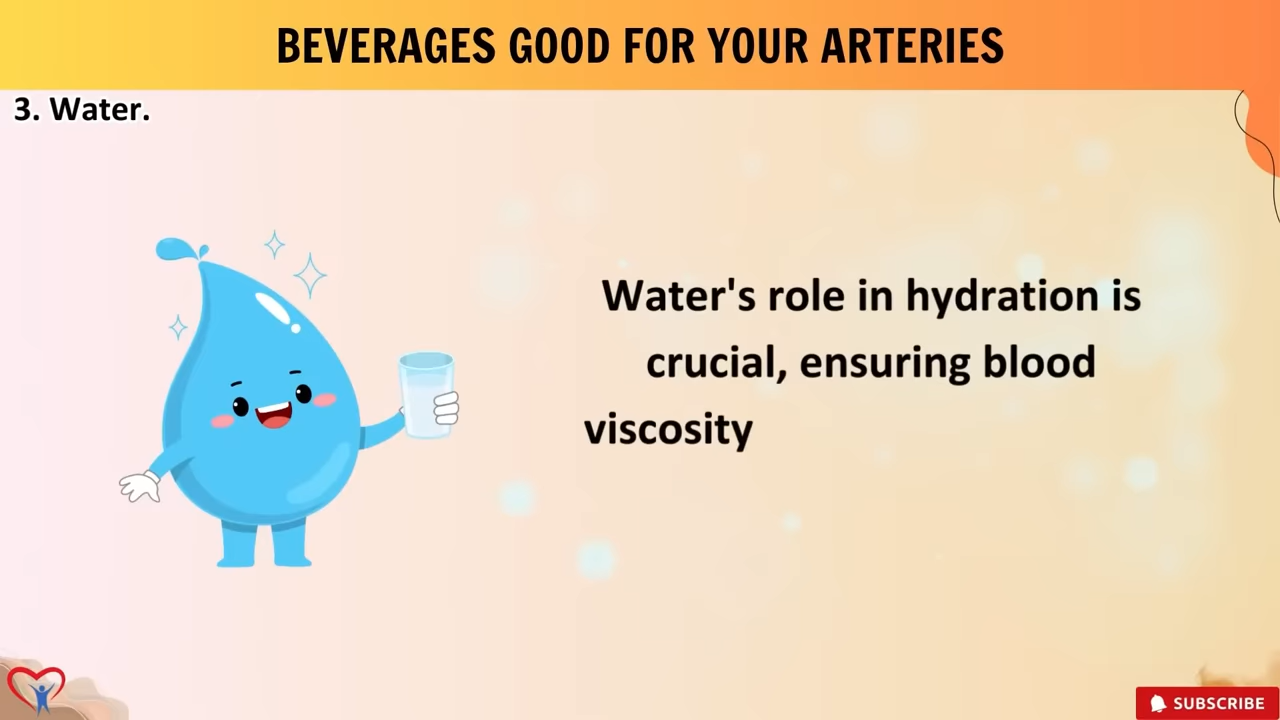 BEVERAGES GOOD FOR YOUR ARTERIES
3. Water.
Water's role in hydration is
crucial, ensuring blood
viscosity
SUBSCRIBE